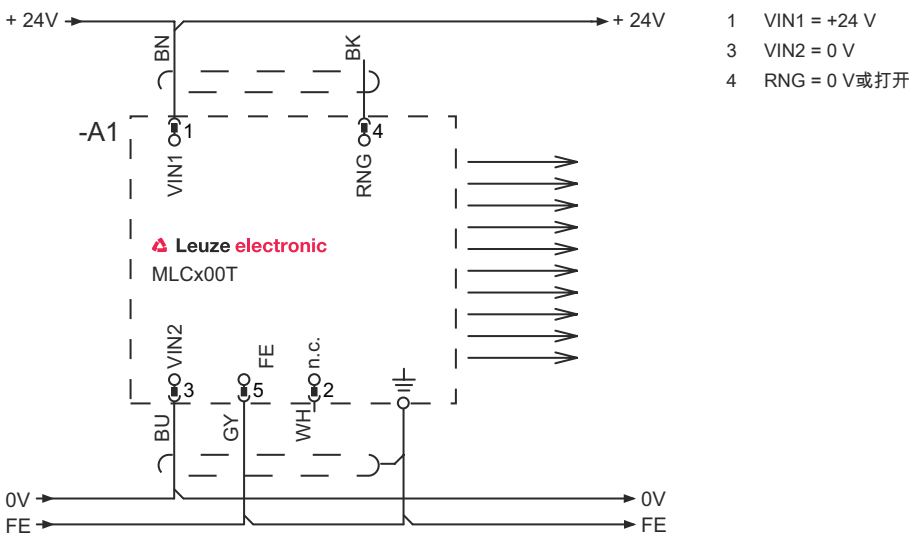 + 24V
+ 24V
1 VIN1 = +24 V
3 VIN2 = 0 V
4 RNG = 0 V或打开
BN
BK
-A1
1
4
VIN1
RNG
Leuze electronic
MLCx00T
VIN2
FE
n.c.
3
5
2
BU
GY
WH
0V
0V
FE
FE